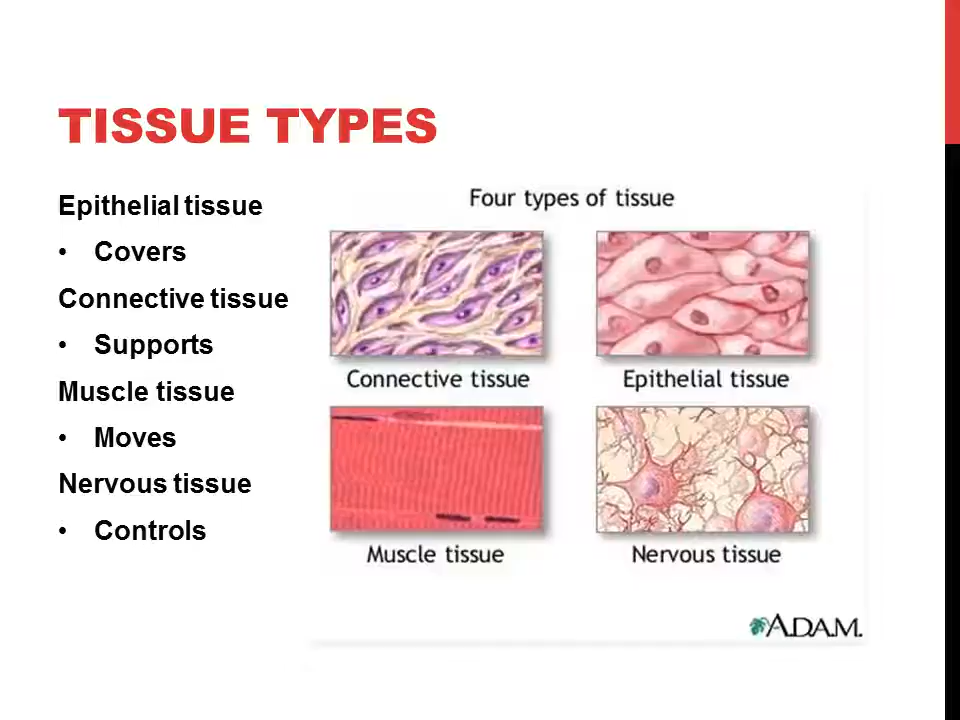 TISSUE TYPES
Epithelial tissue
• Covers
Connective tissue
• Supports
Muscle tissue
• Moves
Nervous tissue
• Controls
Four types of tissue
Connective tissue
Epithelial tissue
Muscle tissue
Nervous tissue
A.D.A.M.